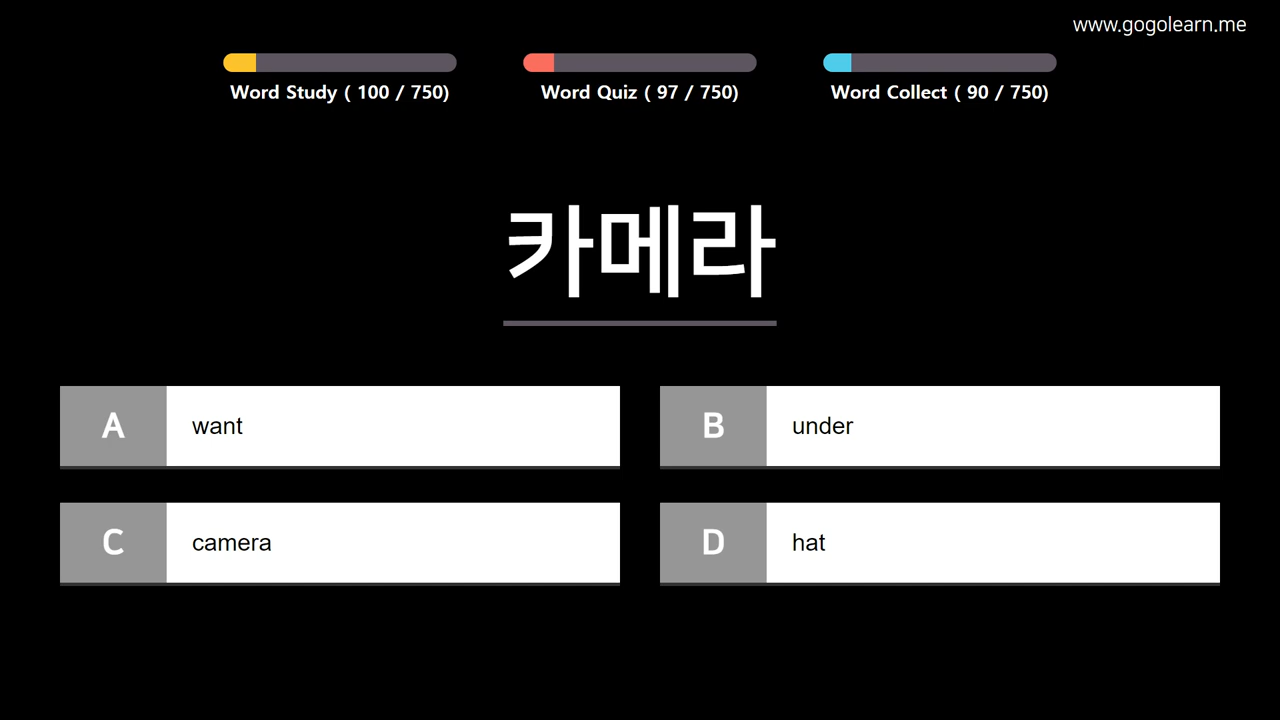 www.gogolearn.me
Word Study ( 100 / 750)
Word Quiz ( 97 / 750)
Word Collect ( 90 / 750)
카메라
A want
B under
C camera
D hat